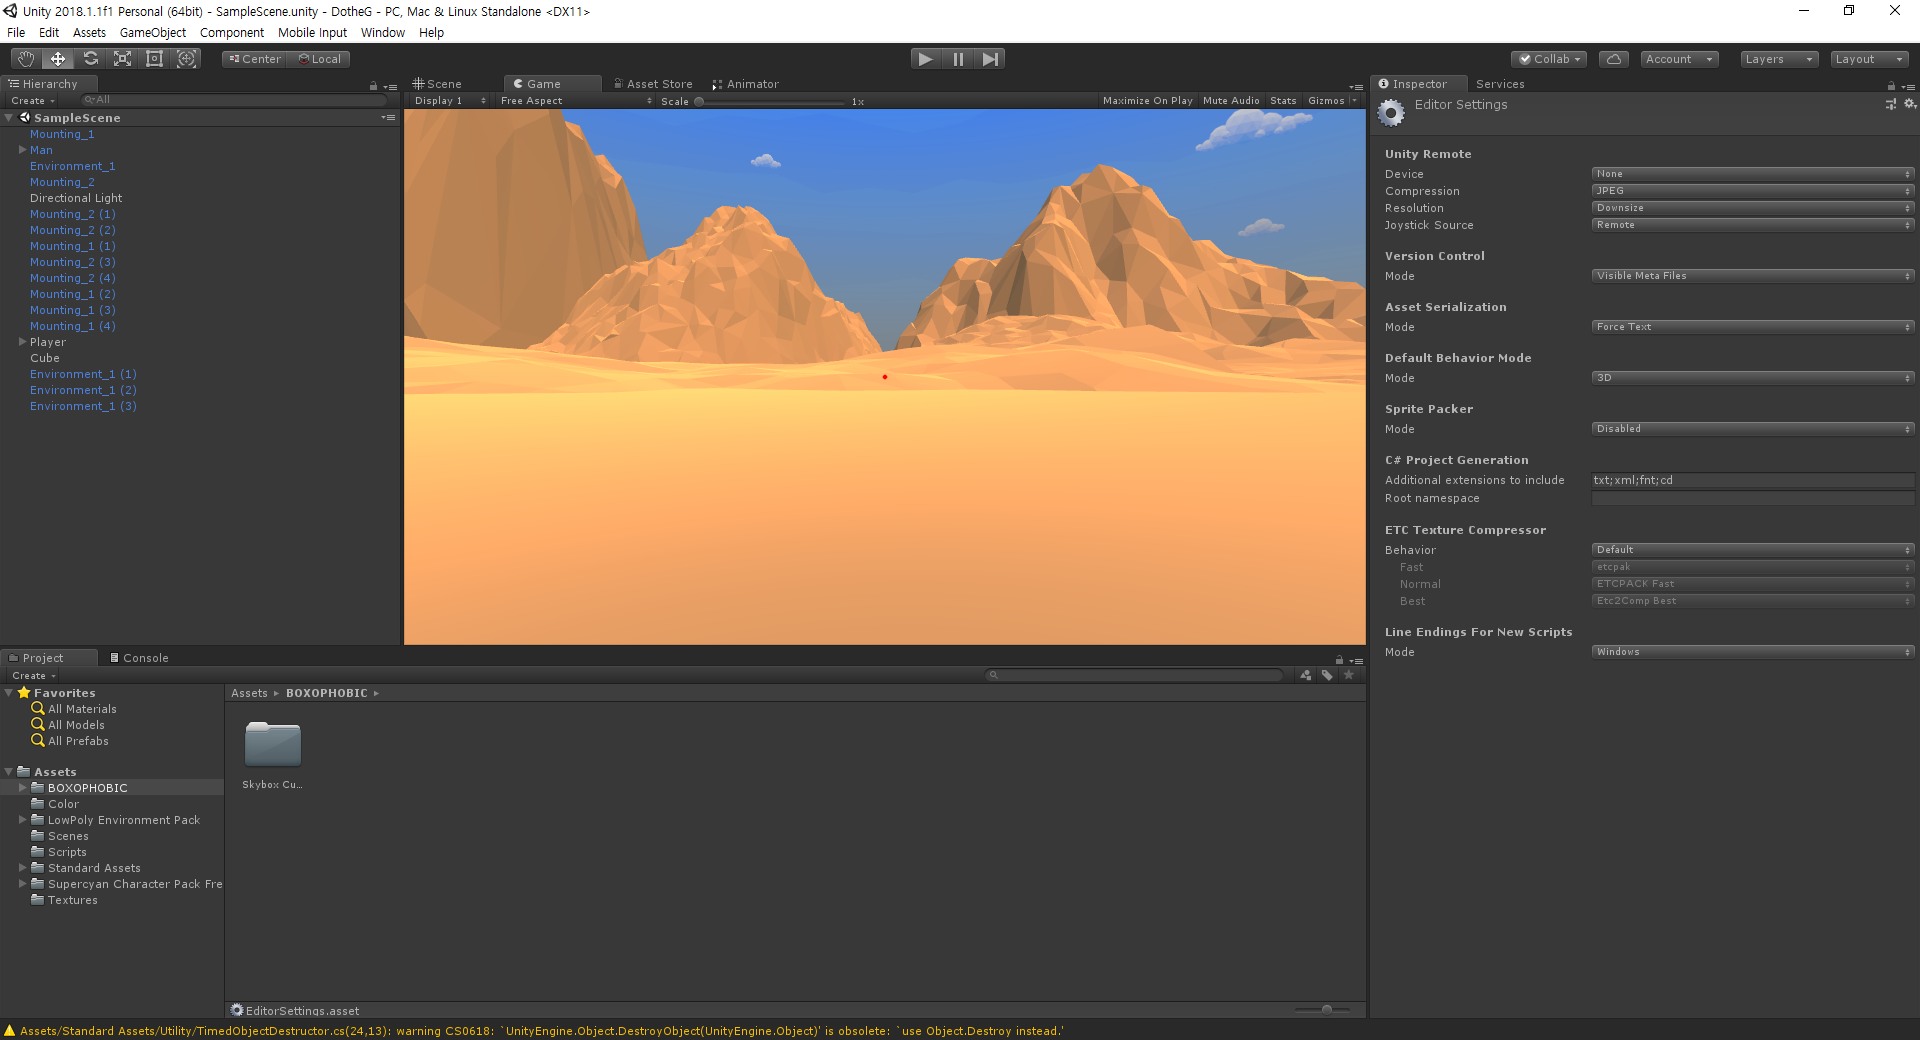 Unity 2018.1.1f1 Personal (64bit) - SampleScene.unity - DotheG - PC, Mac & Linux Standalone <DX11>
File Edit Assets GameObject Component Mobile Input Window Help
Center Local Collab Account Layers Layout
Hierarchy
Create All
SampleScene
Mounting_1
Man
Environment_1
Mounting_2
Directional Light
Mounting_2 (1)
Mounting_2 (2)
Mounting_1 (1)
Mounting_2 (3)
Mounting_2 (4)
Mounting_1 (2)
Mounting_1 (3)
Mounting_1 (4)
Player
Cube
Environment_1 (1)
Environment_1 (2)
Environment_1 (3)
Scene Game Asset Store Animator
Display 1 Free Aspect Scale 1x Maximize On Play Mute Audio Stats Gizmos
Inspector Services
Editor Settings
Unity Remote
Device None
Compression JPEG
Resolution Downsize
Joystick Source Remote
Version Control
Mode Visible Meta Files
Asset Serialization
Mode Force Text
Default Behavior Mode
Mode 3D
Sprite Packer
Mode Disabled
C# Project Generation
Additional extensions to include txt;xml;fnt;cd
Root namespace
ETC Texture Compressor
Behavior Default
Fast etcpak
Normal ETCPACK Fast
Best Etc2Comp Best
Line Endings For New Scripts
Mode Windows
Project Console
Create
Favorites
All Materials
All Models
All Prefabs
Assets
BOXOPHOBIC
Color
LowPoly Environment Pack
Scenes
Scripts
Standard Assets
Supercyan Character Pack Fre
Textures
Assets BOXOPHOBIC
Skybox Cu...
EditorSettings.asset
Assets/Standard Assets/Utility/TimedObjectDestructor.cs(24,13): warning CS0618: `UnityEngine.Object.DestroyObject(UnityEngine.Object)' is obsolete: `use Object.Destroy instead.'